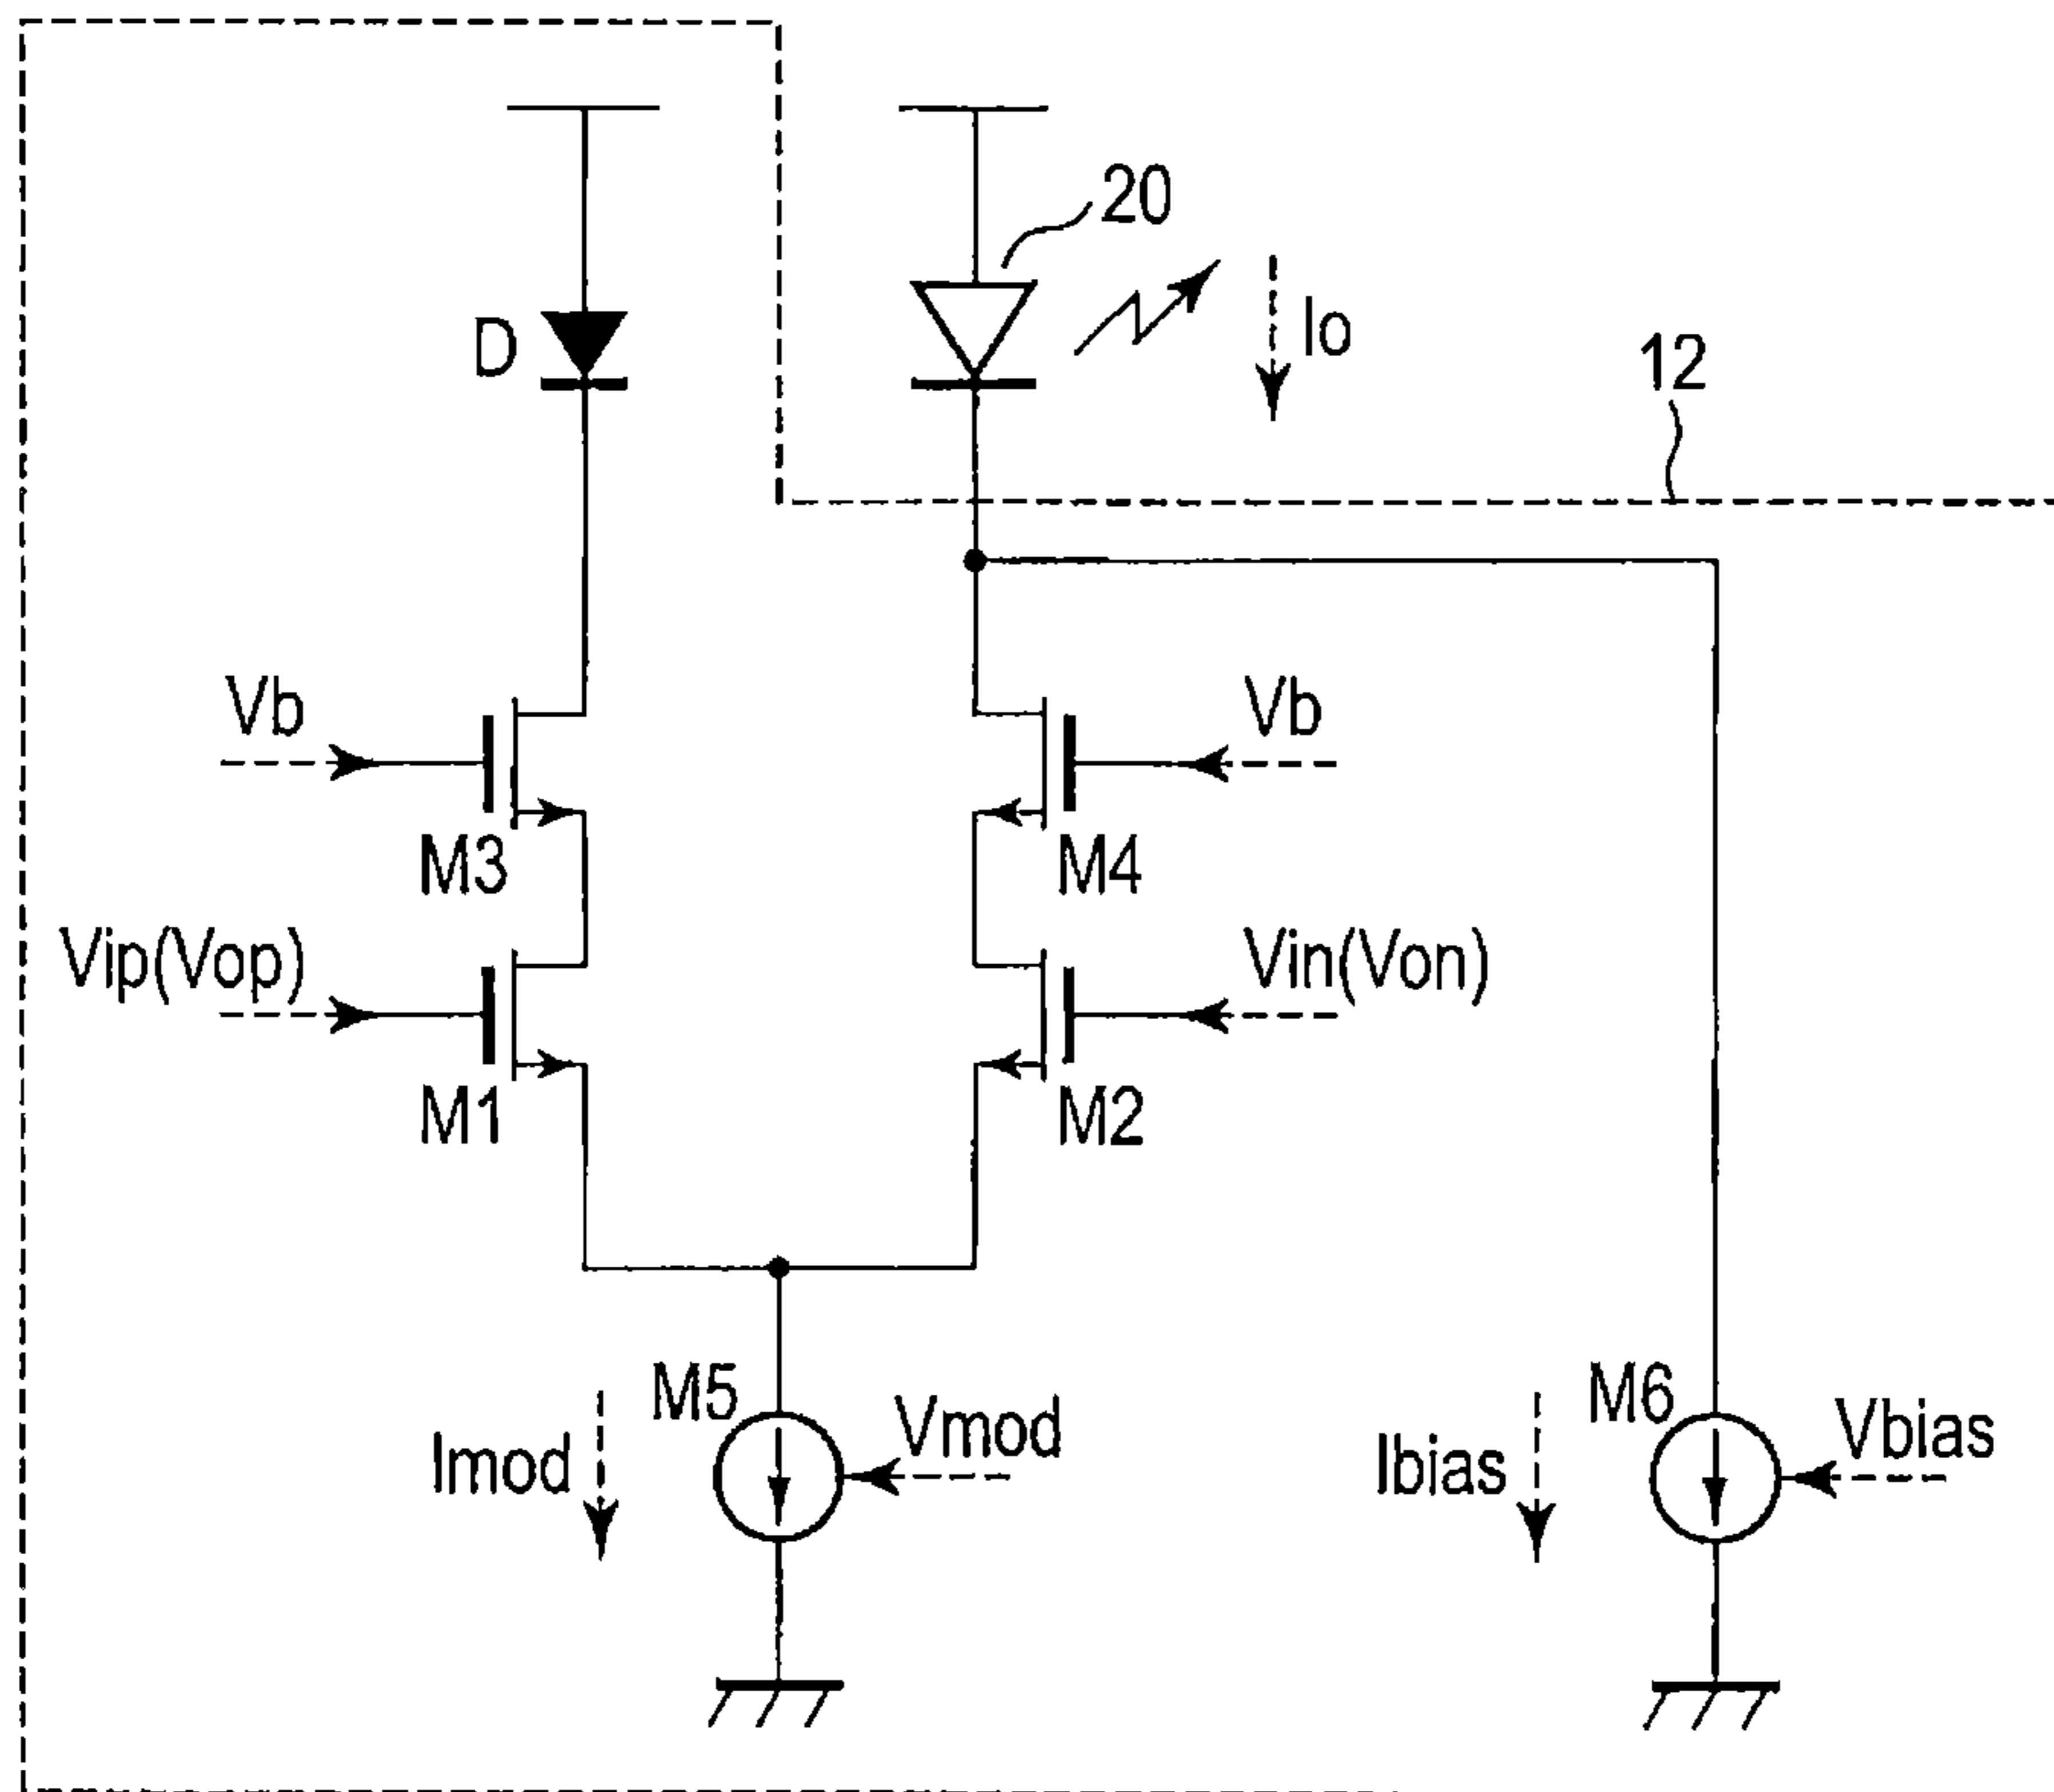 20
D
Io
12
Vb
Vb
M3
M4
Vip(Vop)
Vin(Von)
M1
M2
M5
Vmod
Imod
M6
Vbias
Ibias